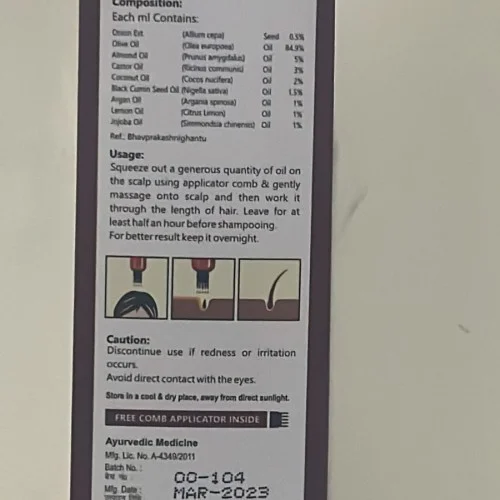 Composition:
Each ml Contains:
Onion Ext. (Allium cepa) Seed 0.5%
Olive Oil (Olea europaea) Oil 84.9%
Almond Oil (Prunus amygdalus) Oil 5%
Castor Oil (Ricinus communis) Oil 3%
Coconut Oil (Cocos nucifera) Oil 2%
Black Cumin Seed Oil (Nigella sativa) Oil 1.5%
Argan Oil (Argania spinosa) Oil 1%
Lemon Oil (Citrus Limon) Oil 1%
Jojoba Oil (Simmondsia chinensis) Oil 1%
Ref.: Bhavprakashnighantu
Usage:
Squeeze out a generous quantity of oil on
the scalp using applicator comb & gently
massage onto scalp and then work it
through the length of hair. Leave for at
least half an hour before shampooing.
For better result keep it overnight.
Caution:
Discontinue use if redness or irritation
occurs.
Avoid direct contact with the eyes.
Store in a cool & dry place, away from direct sunlight.
FREE COMB APPLICATOR INSIDE
Ayurvedic Medicine
Mfg. Lic. No. A-4349/2011
Batch No. :
बैच नं० : 00-104
Mfg. Date : MAR-2023